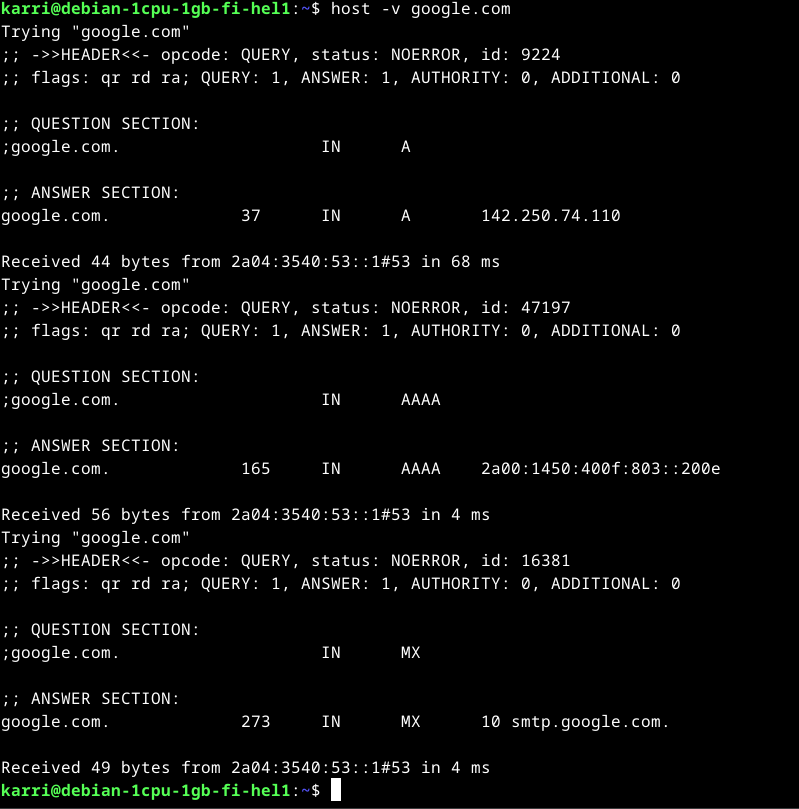 karri@debian-1cpu-1gb-fi-hel1:~$ host -v google.com
Trying "google.com"
;; ->>HEADER<<- opcode: QUERY, status: NOERROR, id: 9224
;; flags: qr rd ra; QUERY: 1, ANSWER: 1, AUTHORITY: 0, ADDITIONAL: 0

;; QUESTION SECTION:
;google.com.			IN	A

;; ANSWER SECTION:
google.com.		37	IN	A	142.250.74.110

Received 44 bytes from 2a04:3540:53::1#53 in 68 ms
Trying "google.com"
;; ->>HEADER<<- opcode: QUERY, status: NOERROR, id: 47197
;; flags: qr rd ra; QUERY: 1, ANSWER: 1, AUTHORITY: 0, ADDITIONAL: 0

;; QUESTION SECTION:
;google.com.			IN	AAAA

;; ANSWER SECTION:
google.com.		165	IN	AAAA	2a00:1450:400f:803::200e

Received 56 bytes from 2a04:3540:53::1#53 in 4 ms
Trying "google.com"
;; ->>HEADER<<- opcode: QUERY, status: NOERROR, id: 16381
;; flags: qr rd ra; QUERY: 1, ANSWER: 1, AUTHORITY: 0, ADDITIONAL: 0

;; QUESTION SECTION:
;google.com.			IN	MX

;; ANSWER SECTION:
google.com.		273	IN	MX	10 smtp.google.com.

Received 49 bytes from 2a04:3540:53::1#53 in 4 ms
karri@debian-1cpu-1gb-fi-hel1:~$